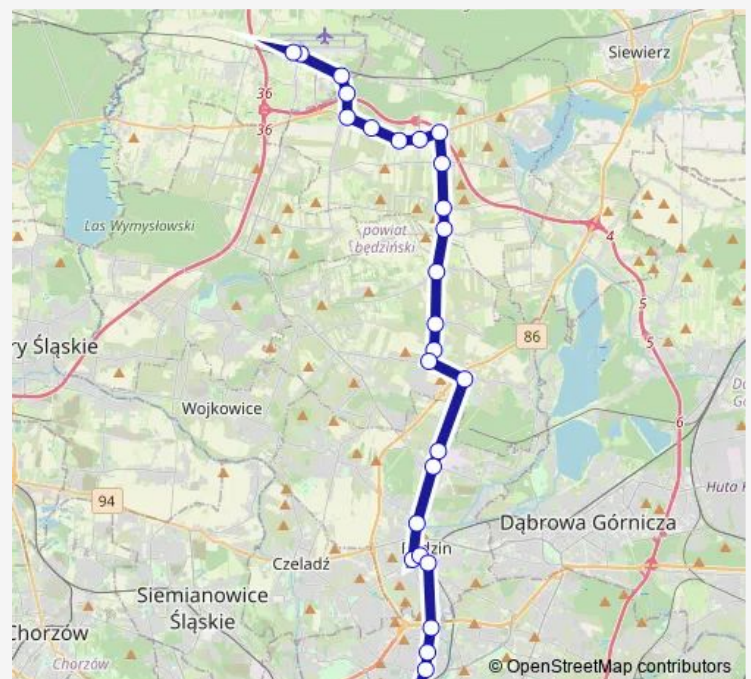 Siewierz
36
36
Las Wymysłowski
powiat
będziński
4
5
5
ry Śląskie
86
Wojkowice
6
94
Huta
Dąbrowa Górnicza
Czeladź
Siemianowice
Śląskie
Chorzów
Chorzów
© OpenStreetMap contributors